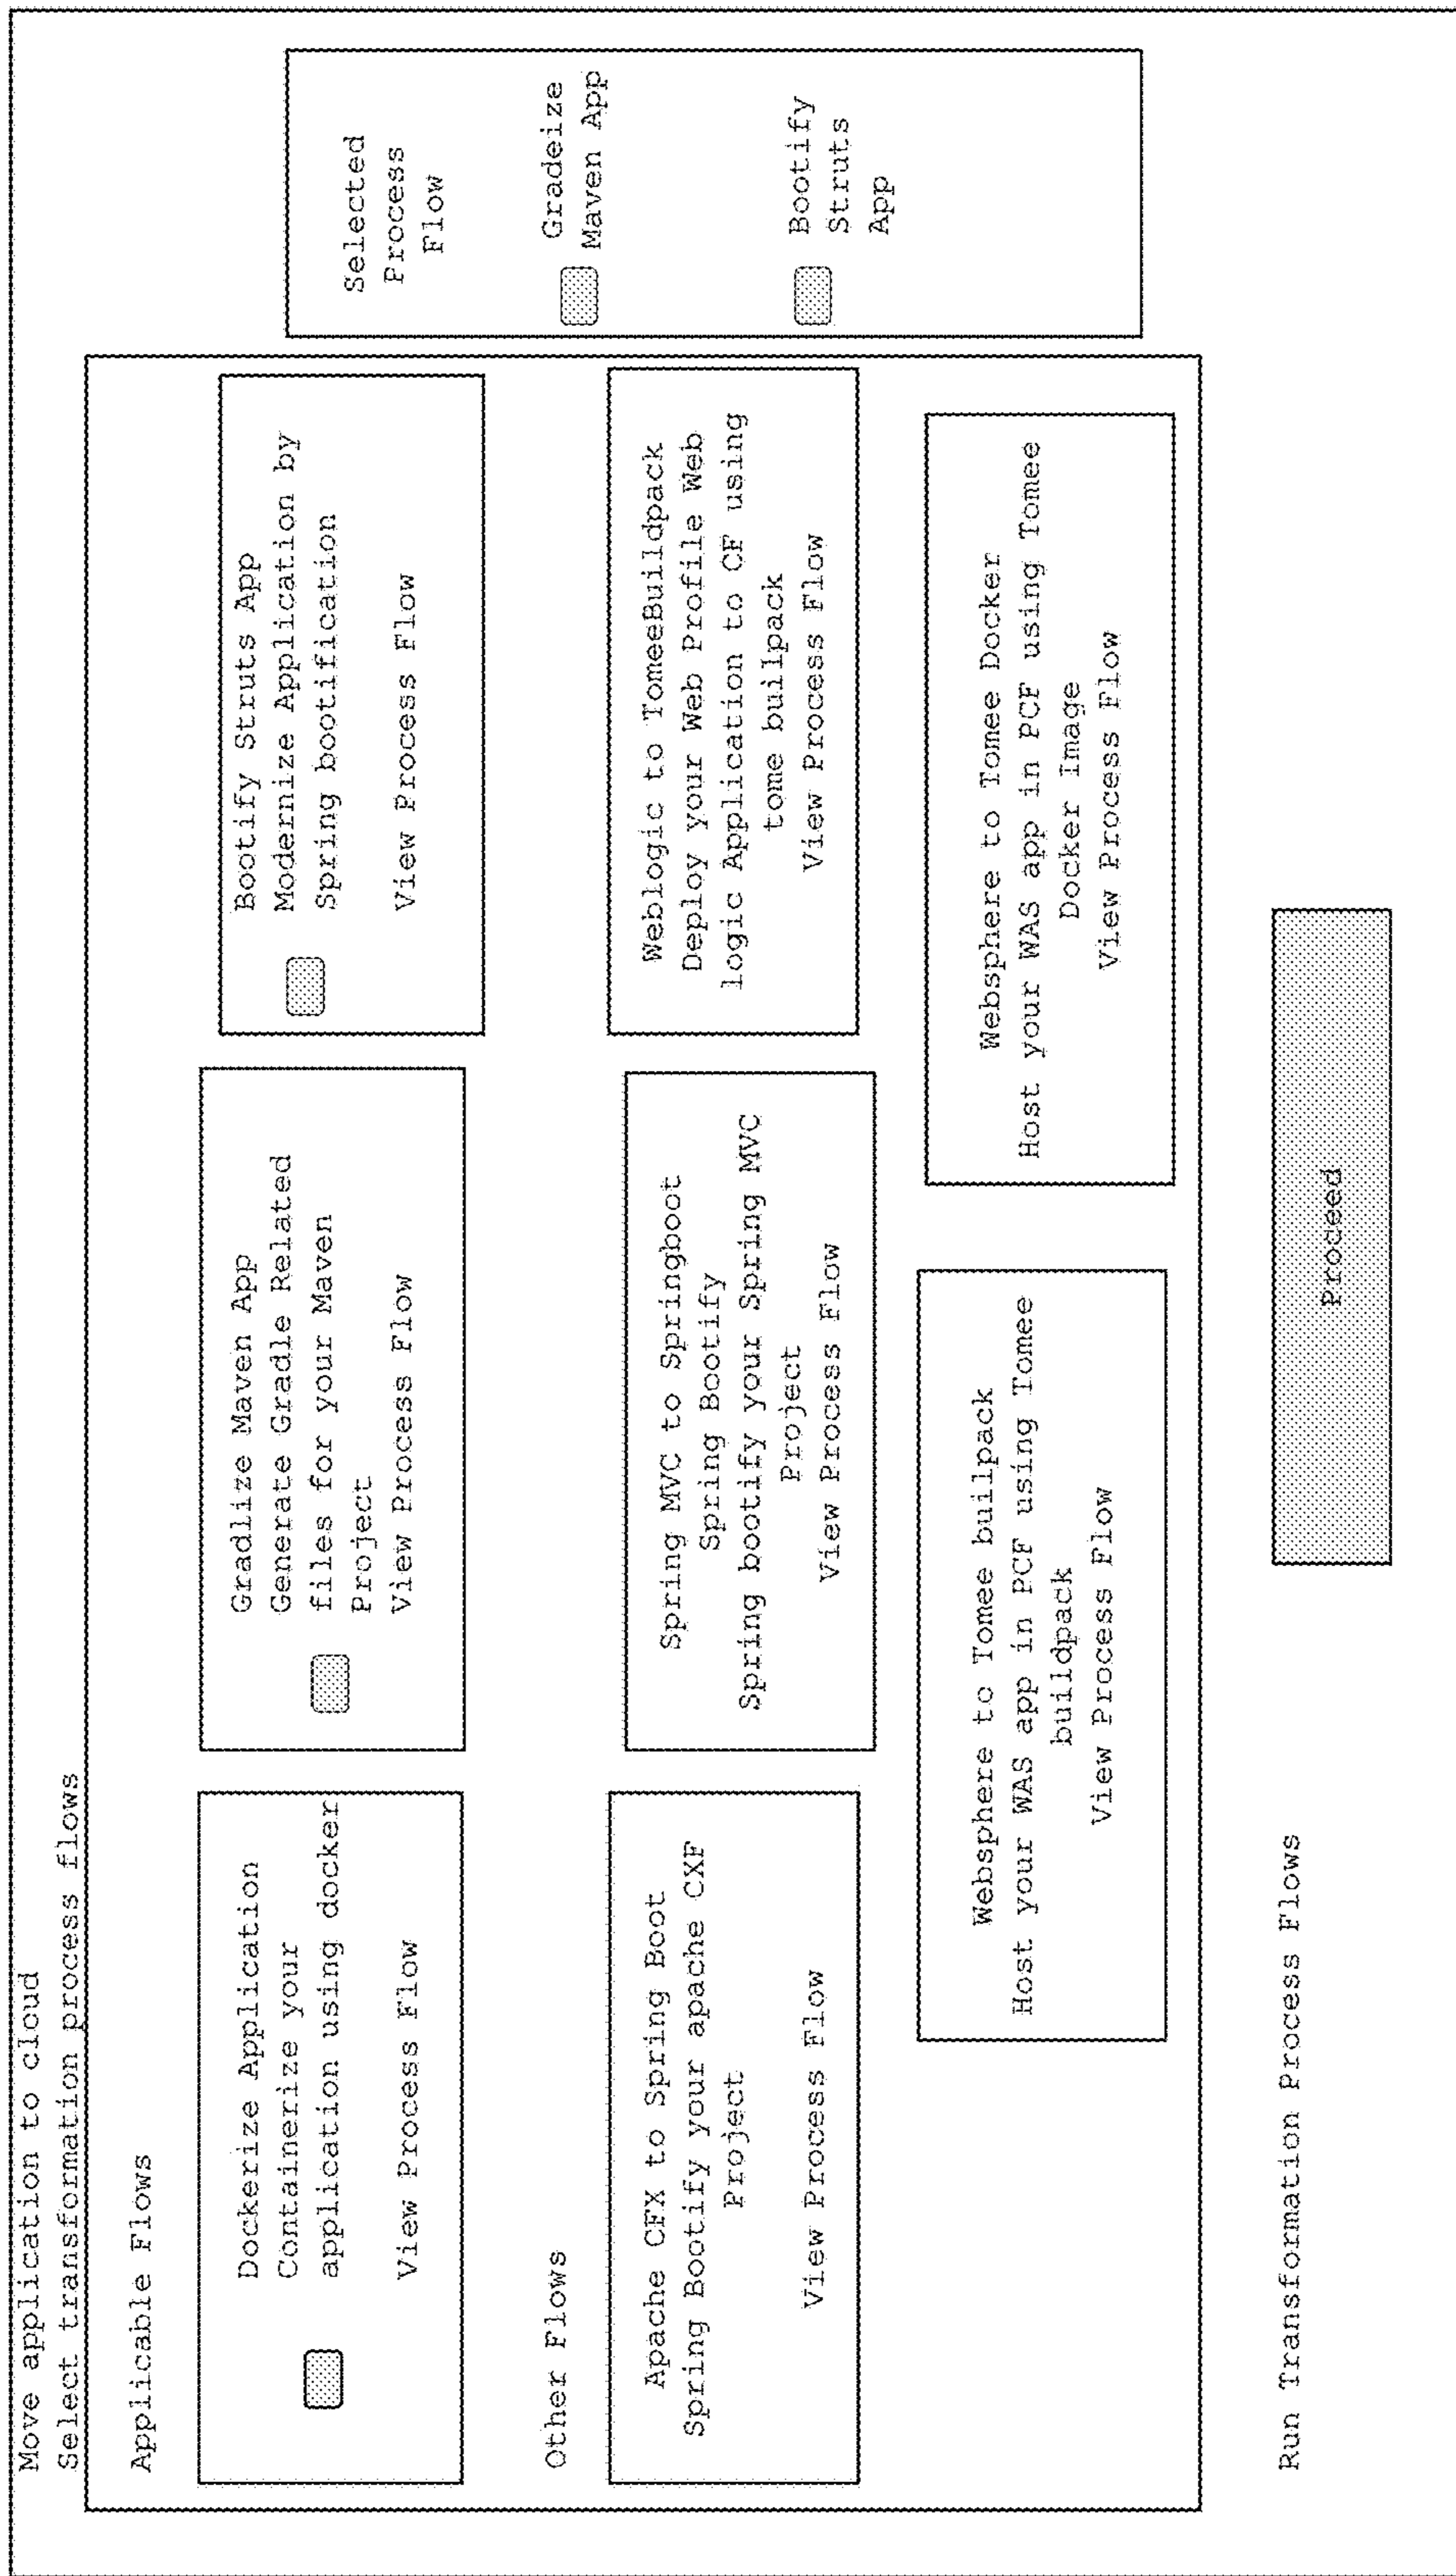 Move application to cloud
Select transformation process flows
Applicable Flows
Dockerize Application
Containerize your
application using docker
View Process Flow
Gradlize Maven App
Generate Gradle Related
files for your Maven
Project
View Process Flow
Bootify Struts App
Modernize Application by
Spring bootification
View Process Flow
Other Flows
Apache CFX to Spring Boot
Spring Bootify your apache CXF
Project
View Process Flow
Spring MVC to Springboot
Spring Bootify
Spring bootify your Spring MVC
Project
View Process Flow
Weblogic to TomeeBuildpack
Deploy your Web Profile Web
logic Application to CF using
tome builpack
View Process Flow
Websphere to Tomee builpack
Host your WAS app in PCF using Tomee
buildpack
View Process Flow
Websphere to Tomee Docker
Host your WAS app in PCF using Tomee
Docker Image
View Process Flow
Selected
Process
Flow
Gradeize
Maven App
Bootify
Struts
App
Run Transformation Process Flows
Proceed